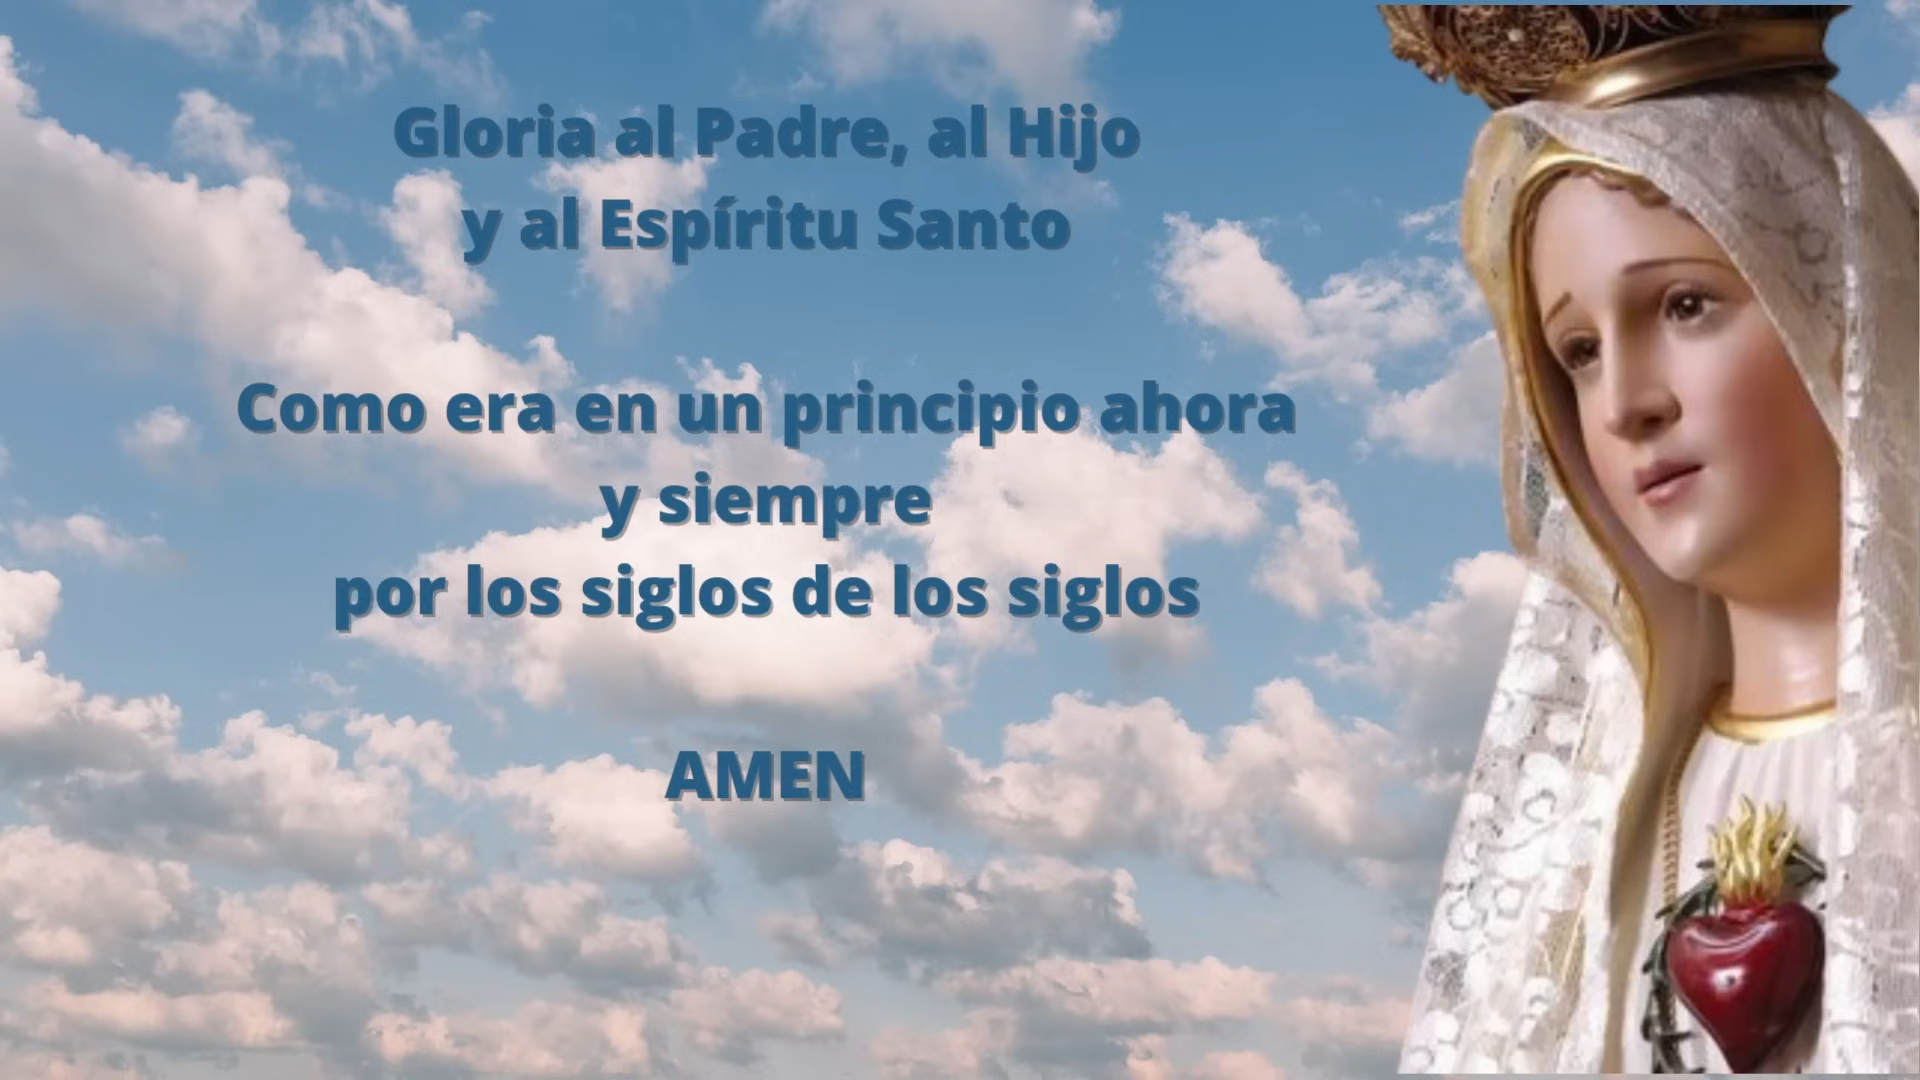 Gloria al Padre, al Hijo
y al Espíritu Santo
Como era en un principio ahora
y siempre
por los siglos de los siglos
AMEN